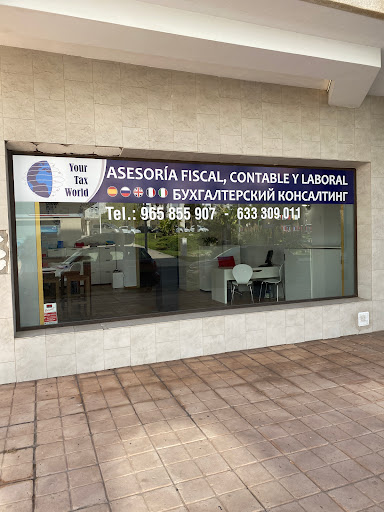 Your
Tax
World
ASESORÍA FISCAL, CONTABLE Y LABORAL
БУХГАЛТЕРСКИЙ КОНСАЛТИНГ
Tel.: 965 855 907 - 633 309 011